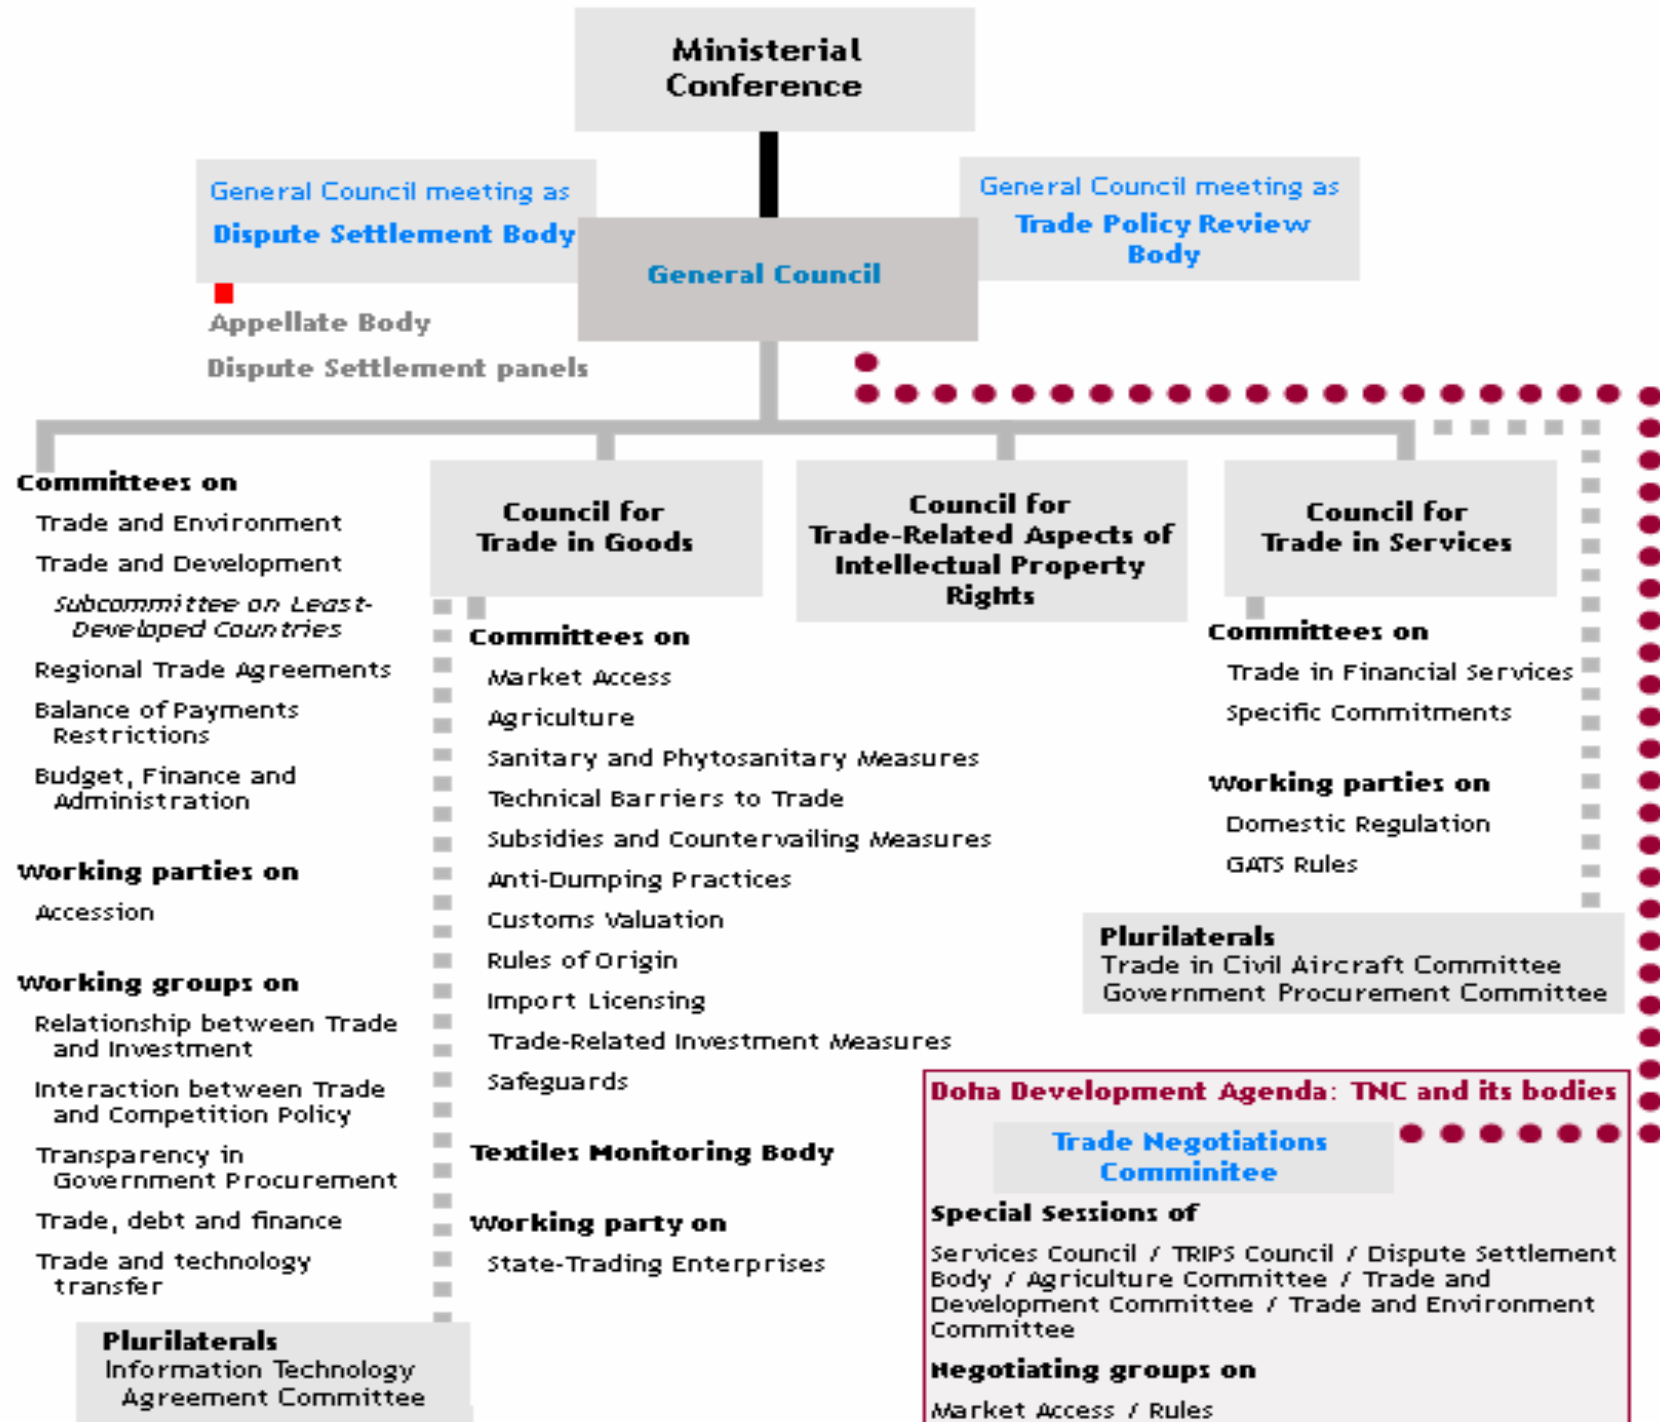 Ministerial
Conference
General Council meeting as
Dispute Settlement Body
General Council meeting as
Trade Policy Review
Body
General Council
Appellate Body
Dispute Settlement panels
Committees on
Trade and Environment
Trade and Development
Subcommittee on Least-
Developed Countries
Regional Trade Agreements
Balance of Payments
Restrictions
Budget, Finance and
Administration
Working parties on
Accession
Working groups on
Relationship between Trade
and Investment
Interaction between Trade
and Competition Policy
Transparency in
Government Procurement
Trade, debt and finance
Trade and technology
transfer
Plurilaterals
Information Technology
Agreement Committee
Council for
Trade in Goods
Committees on
Market Access
Agriculture
Sanitary and Phytosanitary Measures
Technical Barriers to Trade
Subsidies and Countervailing Measures
Anti-Dumping Practices
Customs Valuation
Rules of Origin
Import Licensing
Trade-Related Investment Measures
Safeguards
Textiles Monitoring Body
Working party on
State-Trading Enterprises
Council for
Trade-Related Aspects of
Intellectual Property
Rights
Council for
Trade in Services
Committees on
Trade in Financial Services
Specific Commitments
Working parties on
Domestic Regulation
GATS Rules
Plurilaterals
Trade in Civil Aircraft Committee
Government Procurement Committee
Doha Development Agenda: TNC and its bodies
Trade Negotiations
Comminitee
Special Sessions of
Services Council / TRIPS Council / Dispute Settlement
Body / Agriculture Committee / Trade and
Development Committee / Trade and Environment
Committee
Negotiating groups on
Market Access / Rules